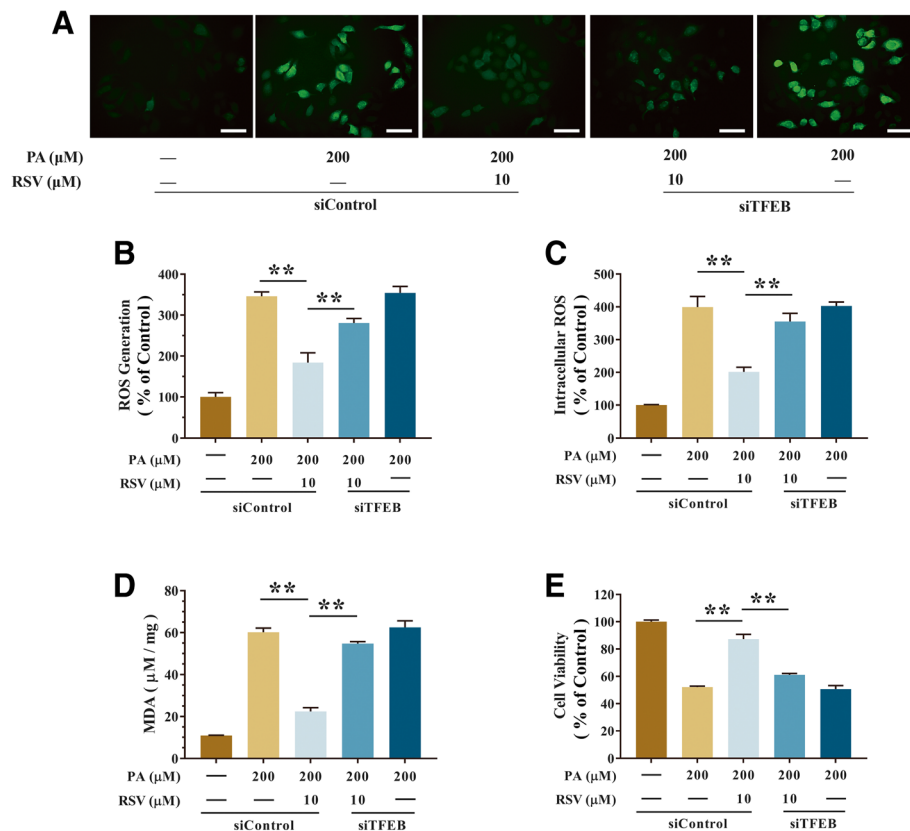 A
PA (μM) — 200 200 200 200
RSV (μM) — — 10 10 —
siControl siTFEB
B
** **
ROS Generation
( % of Control )
400
300
200
100
0
PA (μM) — 200 200 200 200
RSV (μM) — — 10 10 —
siControl siTFEB
C
** **
Intracellular ROS
( % of Control )
500
400
300
200
100
0
PA (μM) — 200 200 200 200
RSV (μM) — — 10 10 —
siControl siTFEB
D
** **
MDA ( μM / mg )
80
60
40
20
0
PA (μM) — 200 200 200 200
RSV (μM) — — 10 10 —
siControl siTFEB
E
** **
Cell Viability
( % of Control )
120
100
80
60
40
20
0
PA (μM) — 200 200 200 200
RSV (μM) — — 10 10 —
siControl siTFEB